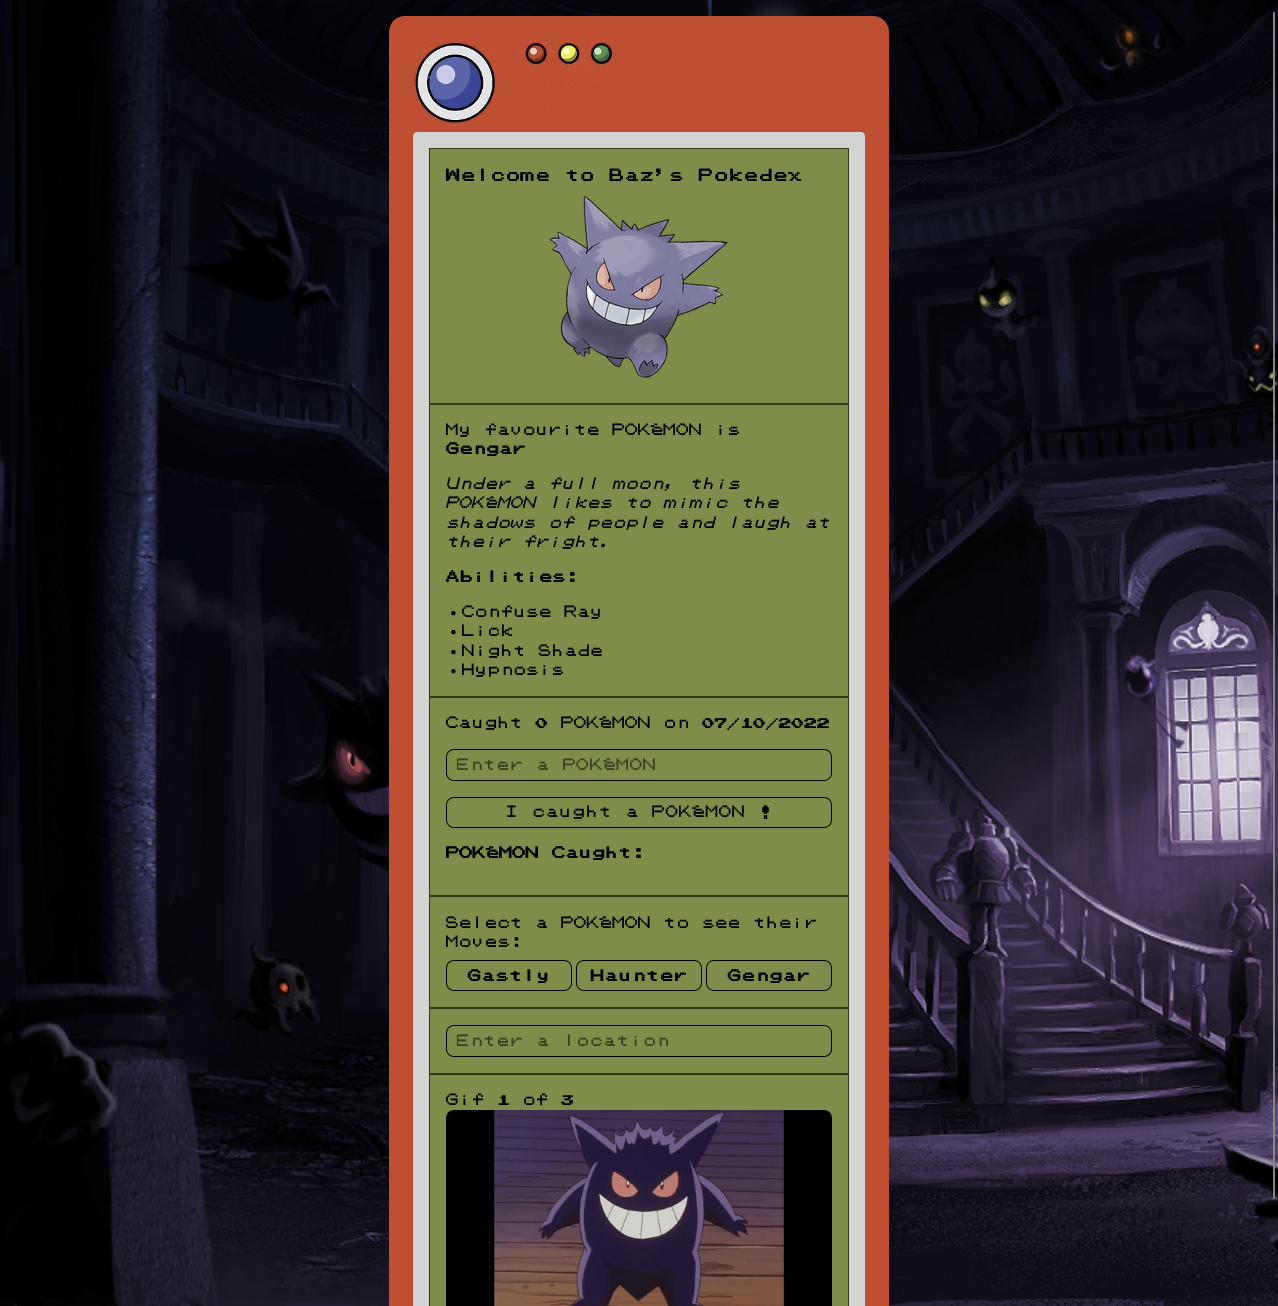 Welcome to Baz's Pokedex
My favourite POKéMON is
Gengar
Under a full moon, this
POKéMON likes to mimic the
shadows of people and laugh at
their fright.
Abilities:
•Confuse Ray
•Lick
•Night Shade
•Hypnosis
Caught 0 POKéMON on 07/10/2022
Enter a POKéMON
I caught a POKéMON !
POKéMON Caught:
Select a POKéMON to see their
Moves:
Gastly Haunter Gengar
Enter a location
Gif 1 of 3